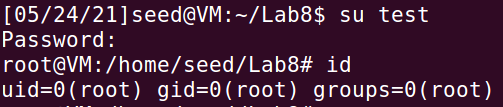 [05/24/21]seed@VM:~/Lab8$ su test
Password:
root@VM:/home/seed/Lab8# id
uid=0(root) gid=0(root) groups=0(root)